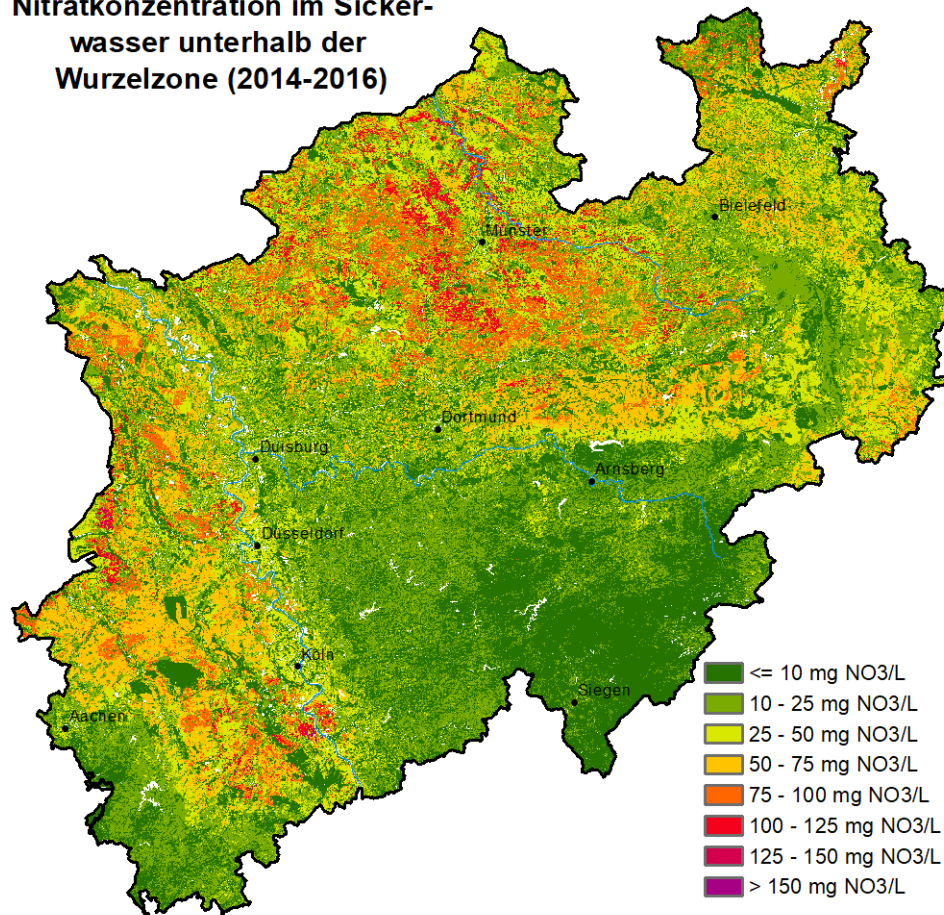 Nitratkonzentration im Sicker-
wasser unterhalb der
Wurzelzone (2014-2016)
Bielefeld
Münster
Dortmund
Duisburg
Arnsberg
Düsseldorf
Köln
Siegen
Aachen
<= 10 mg NO3/L
10 - 25 mg NO3/L
25 - 50 mg NO3/L
50 - 75 mg NO3/L
75 - 100 mg NO3/L
100 - 125 mg NO3/L
125 - 150 mg NO3/L
> 150 mg NO3/L